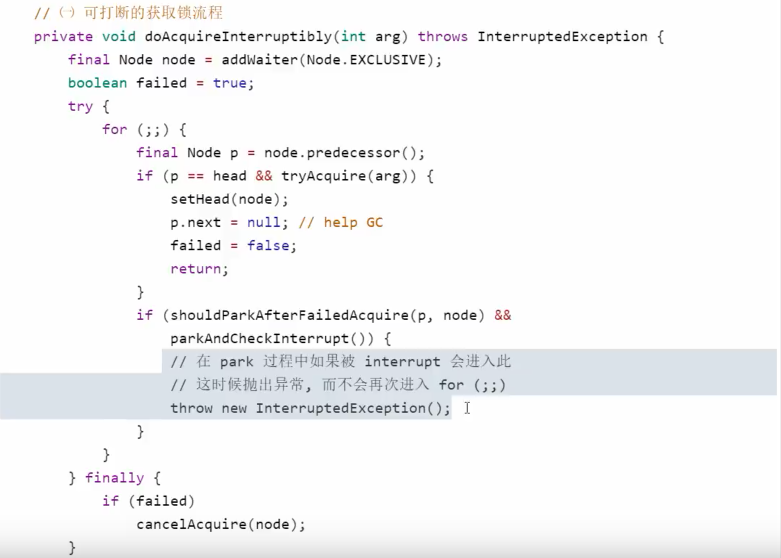 // ㈠ 可打断的获取锁流程
private void doAcquireInterruptibly(int arg) throws InterruptedException {
    final Node node = addWaiter(Node.EXCLUSIVE);
    boolean failed = true;
    try {
        for (;;) {
            final Node p = node.predecessor();
            if (p == head && tryAcquire(arg)) {
                setHead(node);
                p.next = null; // help GC
                failed = false;
                return;
            }
            if (shouldParkAfterFailedAcquire(p, node) &&
                parkAndCheckInterrupt()) {
                // 在 park 过程中如果被 interrupt 会进入此
                // 这时候抛出异常, 而不会再次进入 for (;;)
                throw new InterruptedException();
            }
        }
    } finally {
        if (failed)
            cancelAcquire(node);
    }